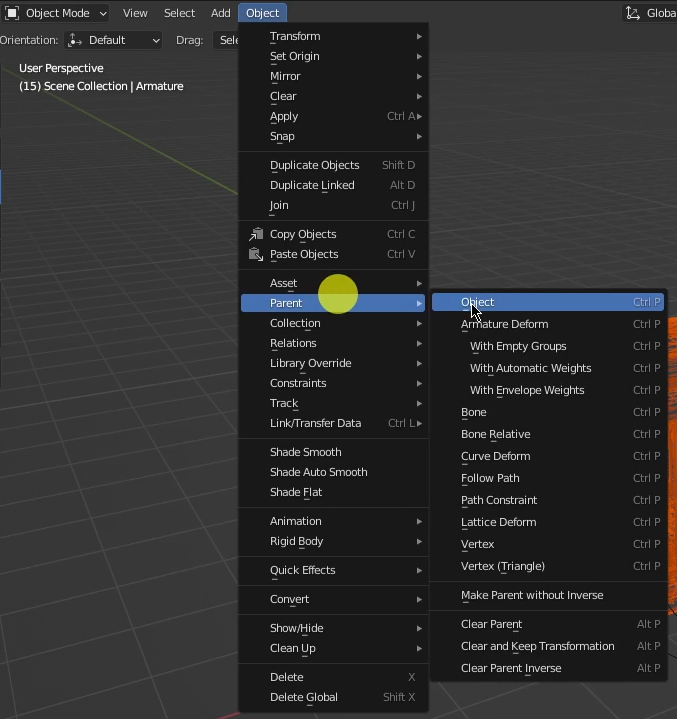 Object Mode View Select Add Object Globa
Orientation: Default Drag: Sele
User Perspective
(15) Scene Collection | Armature
Transform
Set Origin
Mirror
Clear
Apply Ctrl A
Snap
Duplicate Objects Shift D
Duplicate Linked Alt D
Join Ctrl J
Copy Objects Ctrl C
Paste Objects Ctrl V
Asset
Parent
Collection
Relations
Library Override
Constraints
Track
Link/Transfer Data Ctrl L
Shade Smooth
Shade Auto Smooth
Shade Flat
Animation
Rigid Body
Quick Effects
Convert
Show/Hide
Clean Up
Delete X
Delete Global Shift X
Object Ctrl P
Armature Deform Ctrl P
With Empty Groups Ctrl P
With Automatic Weights Ctrl P
With Envelope Weights Ctrl P
Bone Ctrl P
Bone Relative Ctrl P
Curve Deform Ctrl P
Follow Path Ctrl P
Path Constraint Ctrl P
Lattice Deform Ctrl P
Vertex Ctrl P
Vertex (Triangle) Ctrl P
Make Parent without Inverse
Clear Parent Alt P
Clear and Keep Transformation Alt P
Clear Parent Inverse Alt P